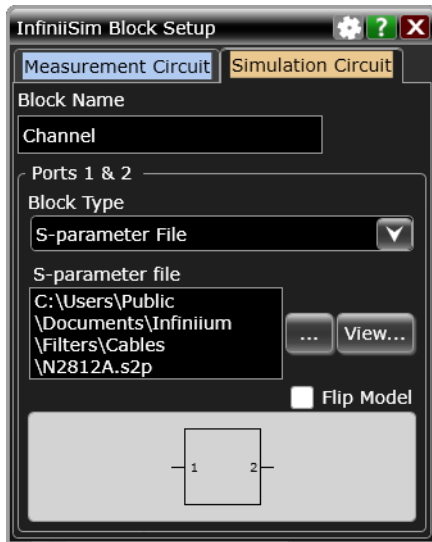 InfiniiSim Block Setup ? X
Measurement Circuit Simulation Circuit
Block Name
Channel
Ports 1 & 2
Block Type
S-parameter File
S-parameter file
C:\Users\Public
\Documents\Infiniium
\Filters\Cables
\N2812A.s2p
... View...
Flip Model
1 2